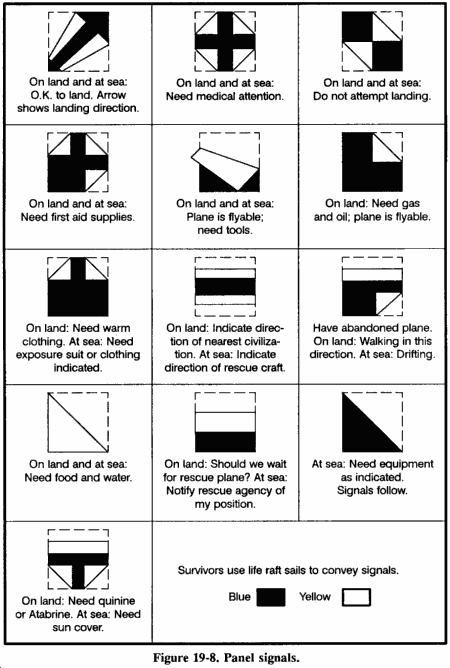 On land and at sea:
O.K. to land. Arrow
shows landing direction.
On land and at sea:
Need medical attention.
On land and at sea:
Do not attempt landing.
On land and at sea:
Need first aid supplies.
On land and at sea:
Plane is flyable;
need tools.
On land: Need gas
and oil; plane is flyable.
On land: Need warm
clothing. At sea: Need
exposure suit or clothing
indicated.
On land: Indicate direc-
tion of nearest civiliza-
tion. At sea: Indicate
direction of rescue craft.
Have abandoned plane.
On land: Walking in this
direction. At sea: Drifting.
On land and at sea:
Need food and water.
On land: Should we wait
for rescue plane? At sea:
Notify rescue agency of
my position.
At sea: Need equipment
as indicated.
Signals follow.
On land: Need quinine
or Atabrine. At sea: Need
sun cover.
Survivors use life raft sails to convey signals.
Blue Yellow
Figure 19-8. Panel signals.